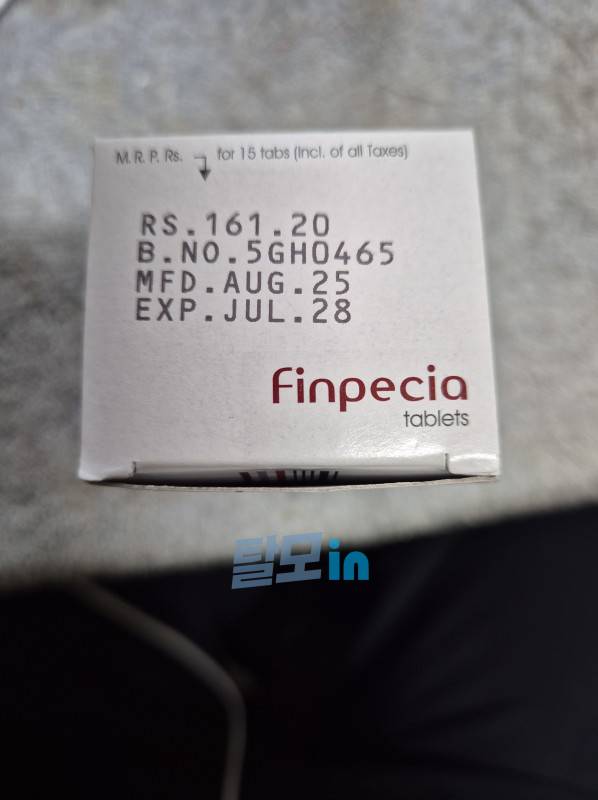 M. R. P. Rs. for 15 tabs (Incl. of all Taxes)
RS.161.20
B.NO.5GH0465
MFD.AUG.25
EXP.JUL.28
Finpecia
tablets
탈모in